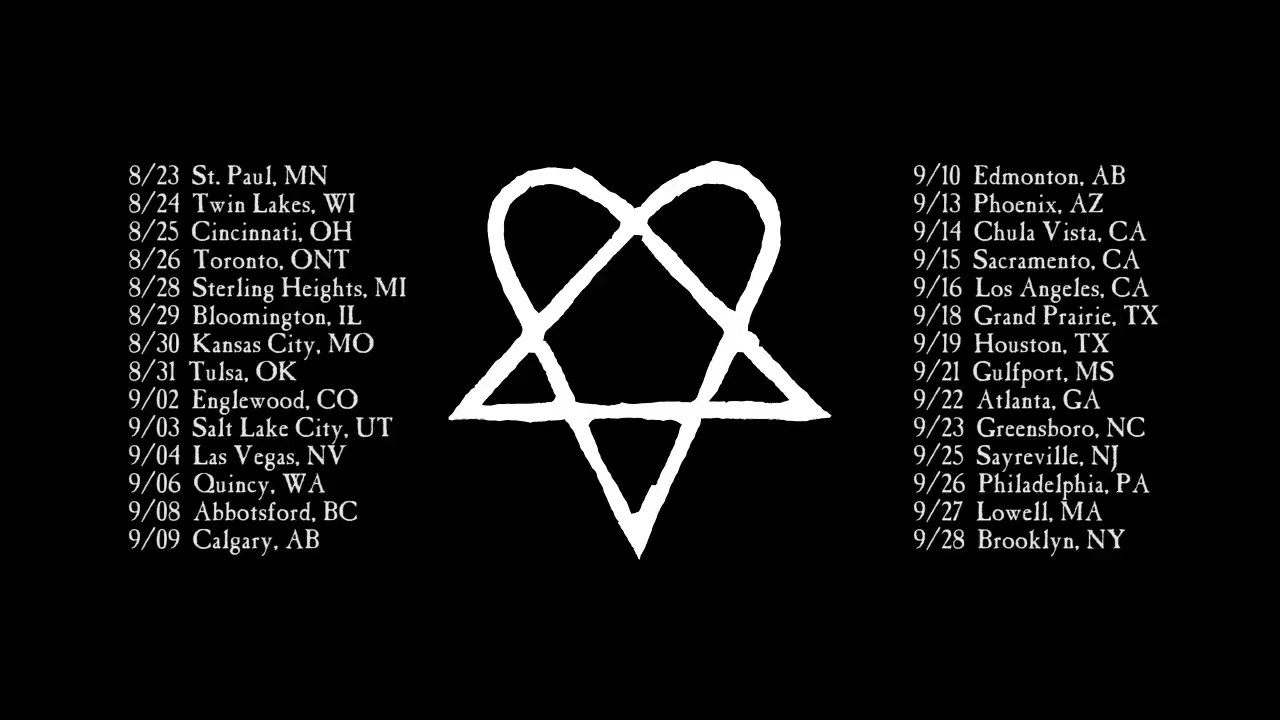 8/23 St. Paul, MN
8/24 Twin Lakes, WI
8/25 Cincinnati, OH
8/26 Toronto, ONT
8/28 Sterling Heights, MI
8/29 Bloomington, IL
8/30 Kansas City, MO
8/31 Tulsa, OK
9/02 Englewood, CO
9/03 Salt Lake City, UT
9/04 Las Vegas, NV
9/06 Quincy, WA
9/08 Abbotsford, BC
9/09 Calgary, AB
9/10 Edmonton, AB
9/13 Phoenix, AZ
9/14 Chula Vista, CA
9/15 Sacramento, CA
9/16 Los Angeles, CA
9/18 Grand Prairie, TX
9/19 Houston, TX
9/21 Gulfport, MS
9/22 Atlanta, GA
9/23 Greensboro, NC
9/25 Sayreville, NJ
9/26 Philadelphia, PA
9/27 Lowell, MA
9/28 Brooklyn, NY